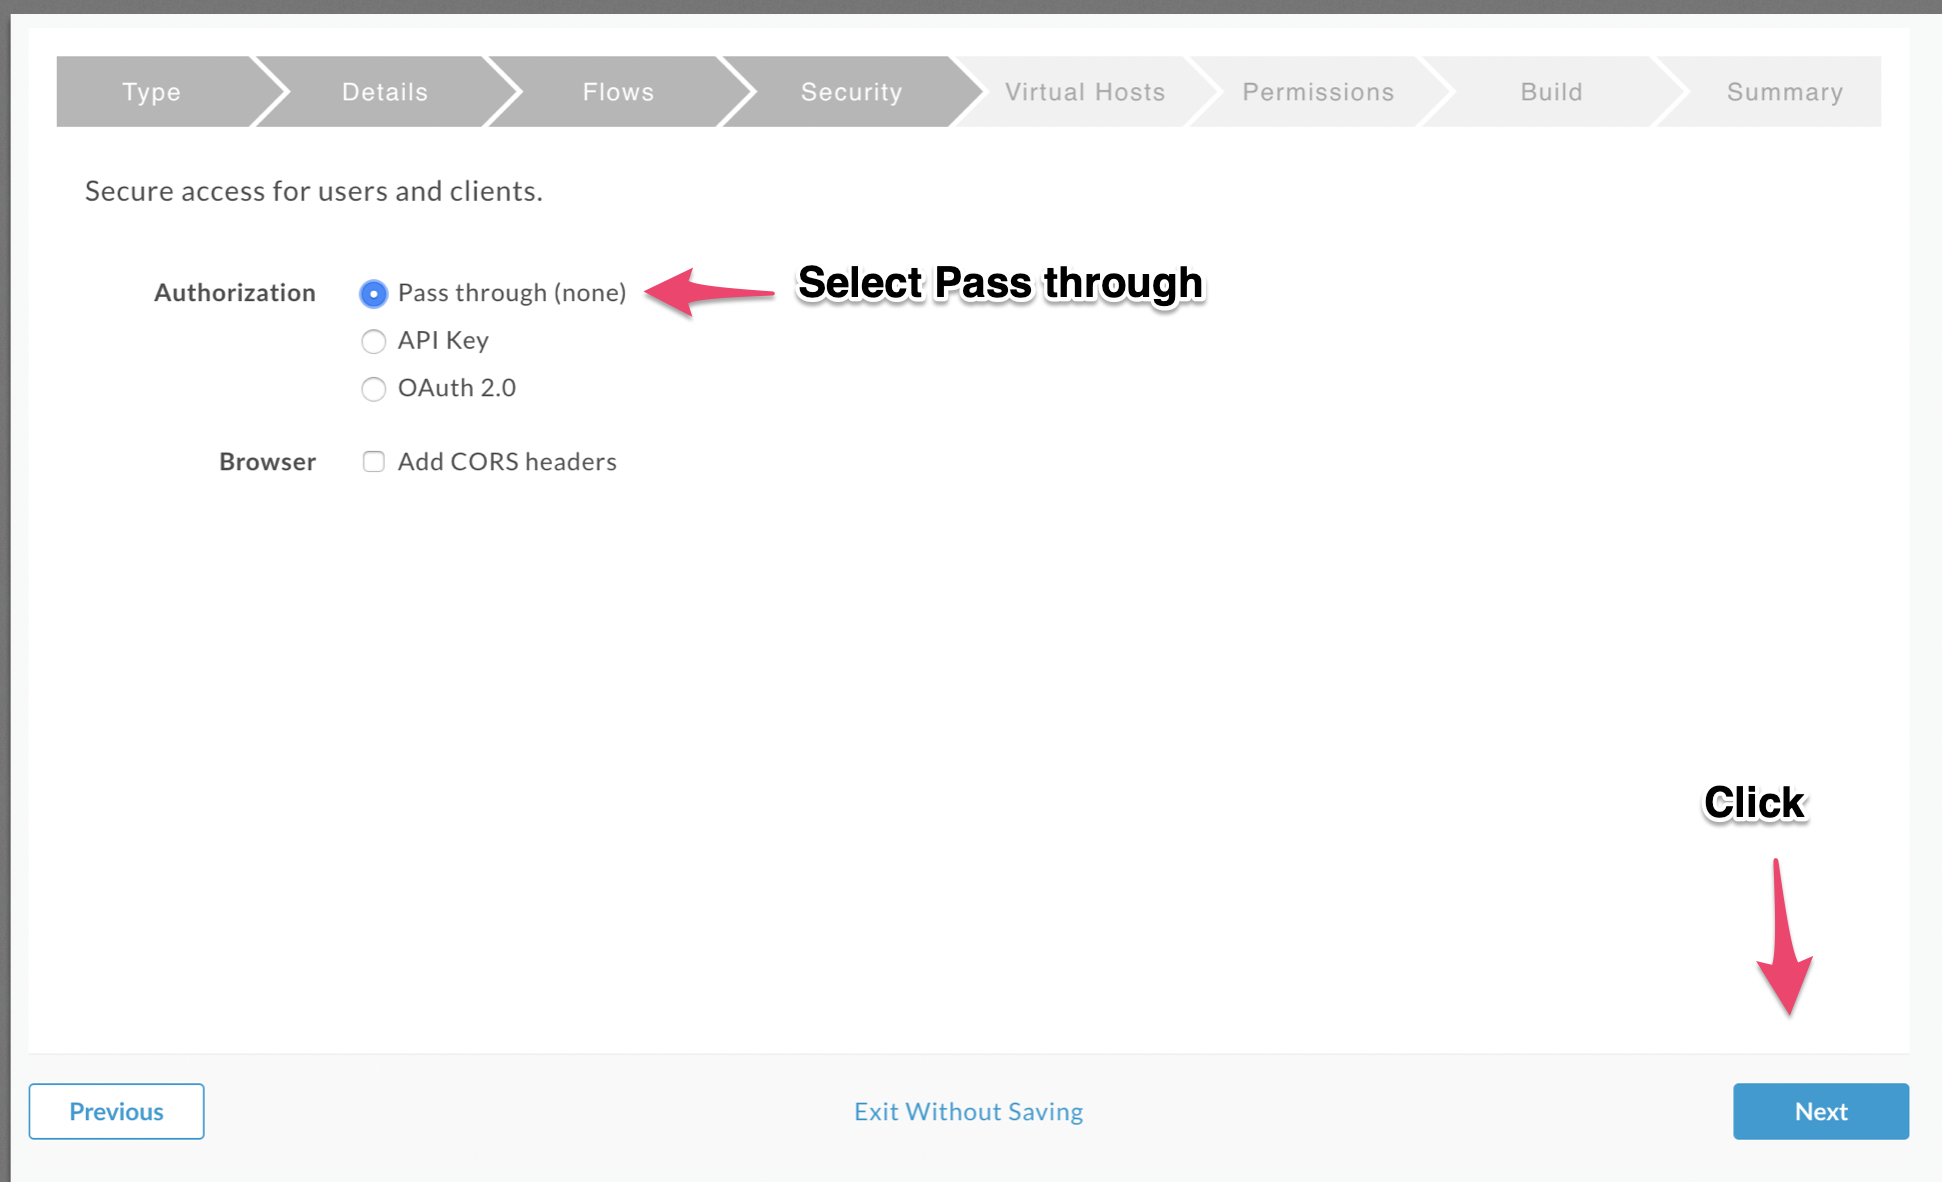 Type Details Flows Security Virtual Hosts Permissions Build Summary
Secure access for users and clients.
Authorization Pass through (none) Select Pass through
API Key
OAuth 2.0
Browser Add CORS headers
Click
Previous Exit Without Saving Next